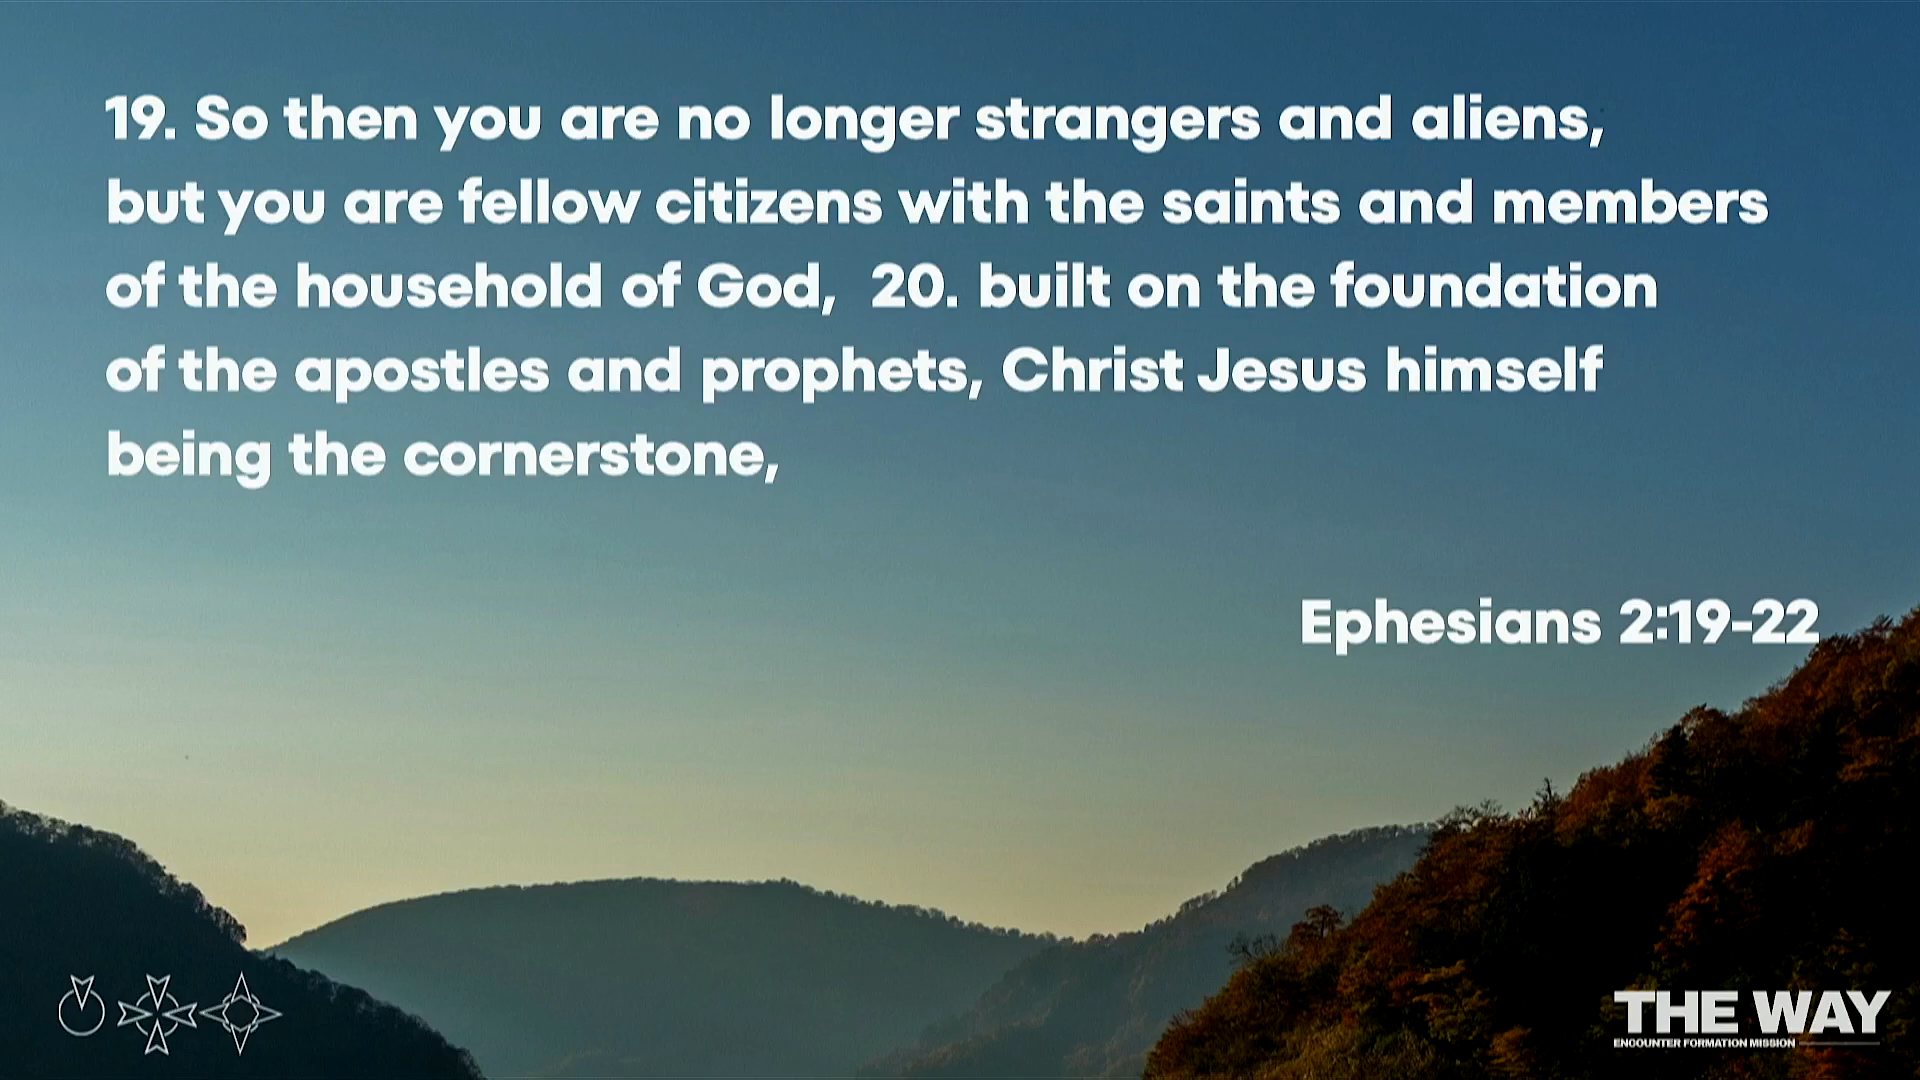 19. So then you are no longer strangers and aliens,
but you are fellow citizens with the saints and members
of the household of God,  20. built on the foundation
of the apostles and prophets, Christ Jesus himself
being the cornerstone,
Ephesians 2:19-22
THE WAY
ENCOUNTER FORMATION MISSION